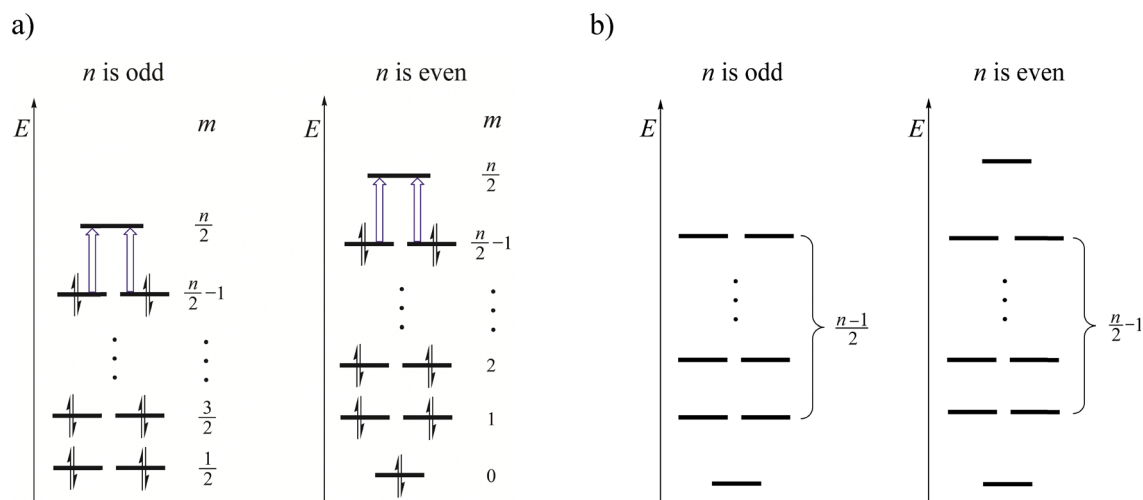 a)
n is odd
E
m
n/2
n/2 –1
3/2
1/2
n is even
E
m
n/2
n/2 –1
2
1
0
b)
n is odd
E
n–1/2
n is even
E
n/2 –1